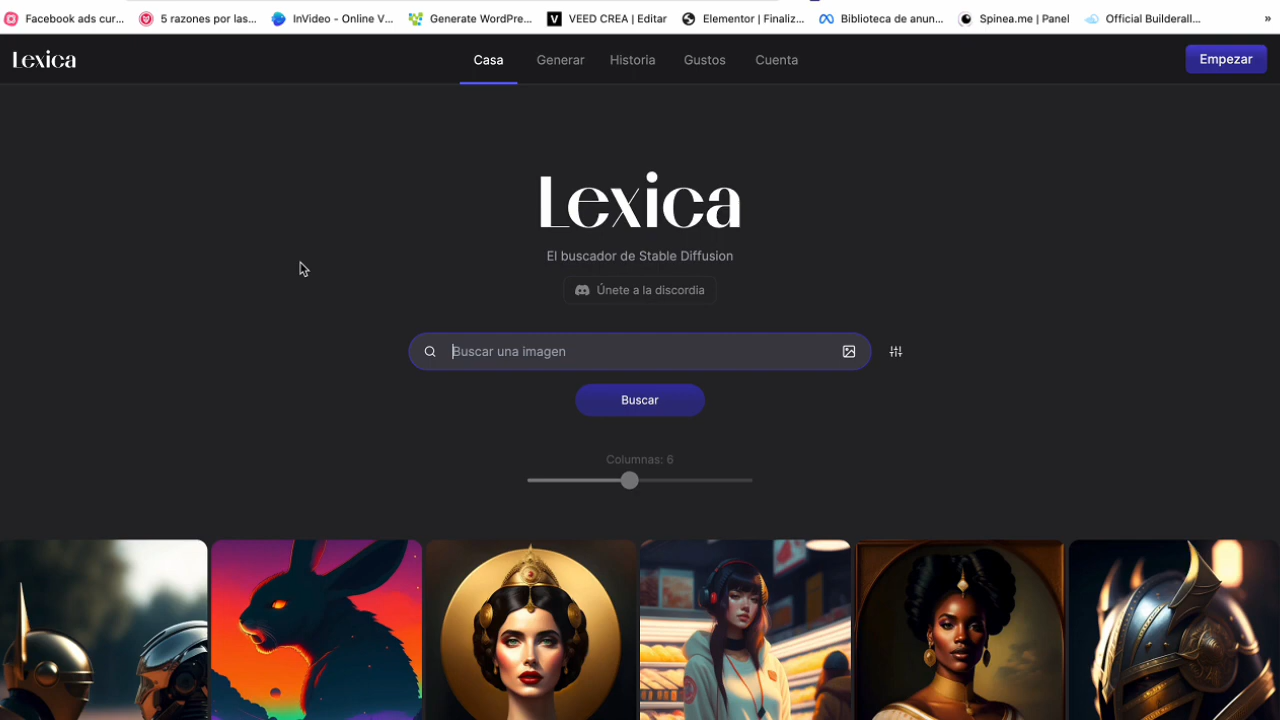 Facebook ads cur...
5 razones por las...
InVideo - Online V...
Generate WordPre...
VEED CREA | Editar
Elementor | Finaliz...
Biblioteca de anun...
Spinea.me | Panel
Official Builderall...
»
Lexica
Casa
Generar
Historia
Gustos
Cuenta
Empezar
Lexica
El buscador de Stable Diffusion
Únete a la discordia
Buscar una imagen
Buscar
Columnas: 6